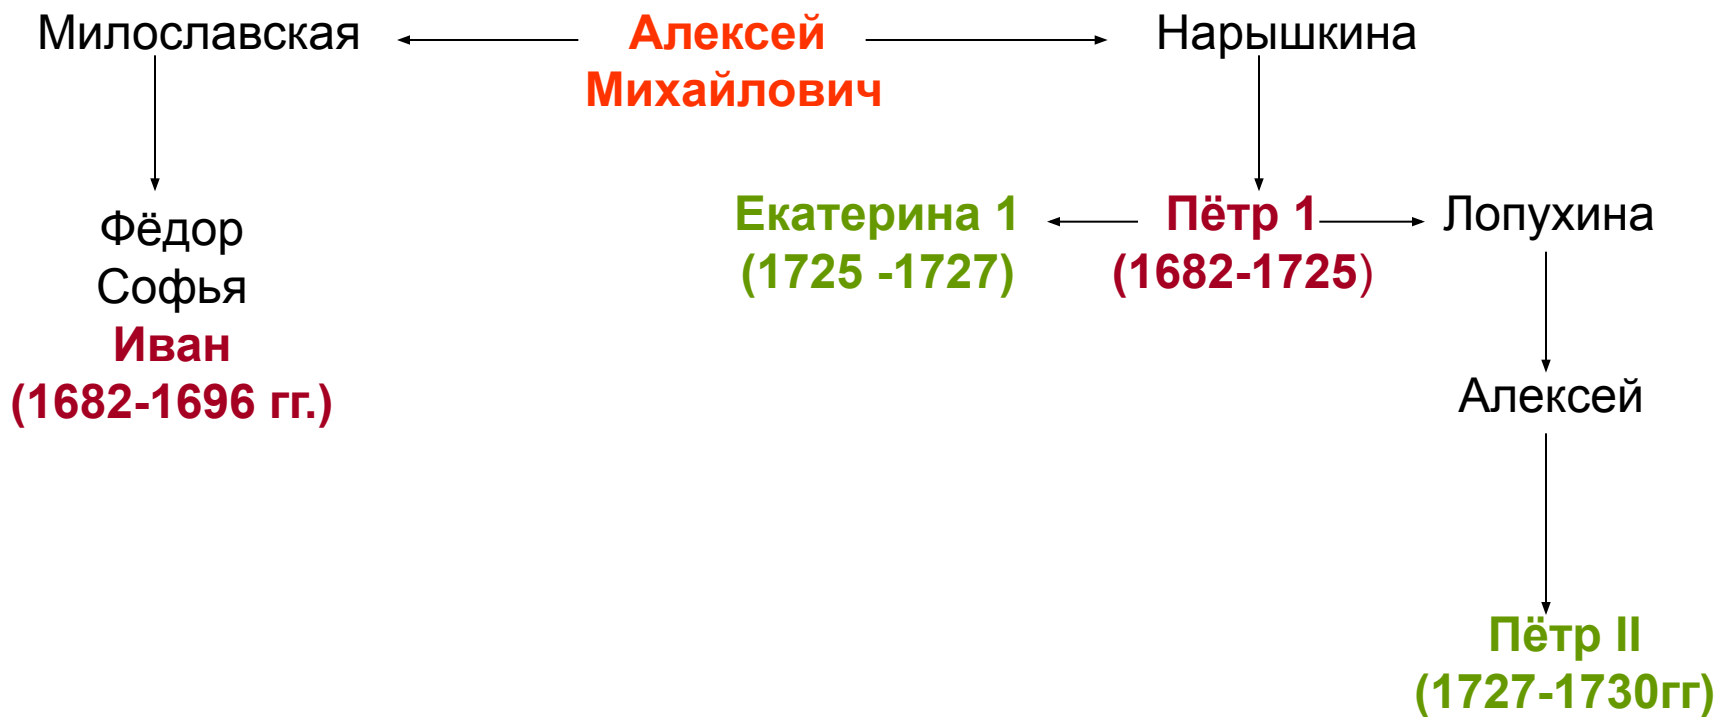 Милославская
Алексей
Михайлович
Нарышкина
Фёдор
Софья
Иван
(1682-1696 гг.)
Екатерина 1
(1725 -1727)
Пётр 1
(1682-1725)
Лопухина
Алексей
Пётр II
(1727-1730гг)